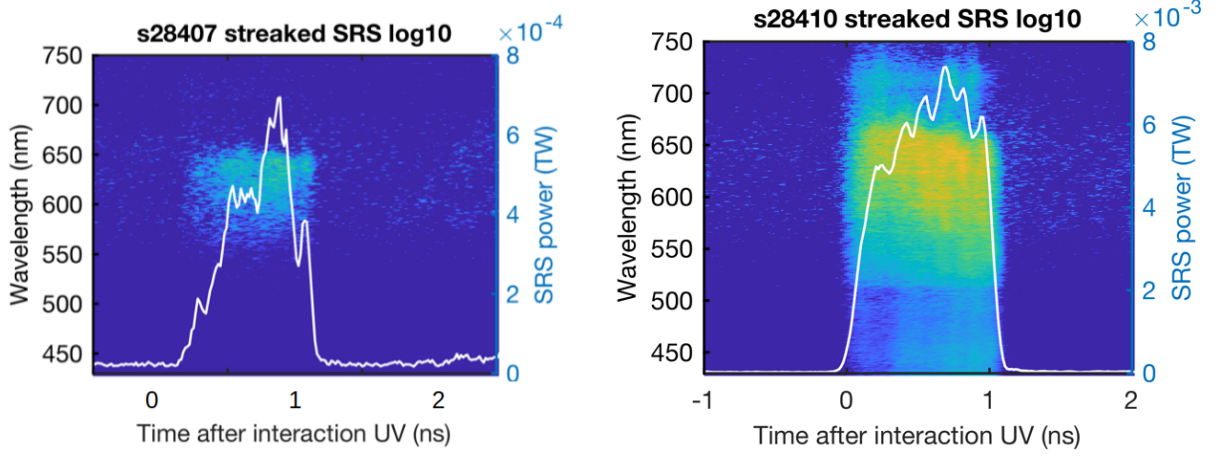 s28407 streaked SRS log10
×10⁻⁴
750
700
650
600
550
500
450
Wavelength (nm)
8
6
4
2
0
SRS power (TW)
0 1 2
Time after interaction UV (ns)
s28410 streaked SRS log10
×10⁻³
750
700
650
600
550
500
450
Wavelength (nm)
8
6
4
2
0
SRS power (TW)
-1 0 1 2
Time after interaction UV (ns)